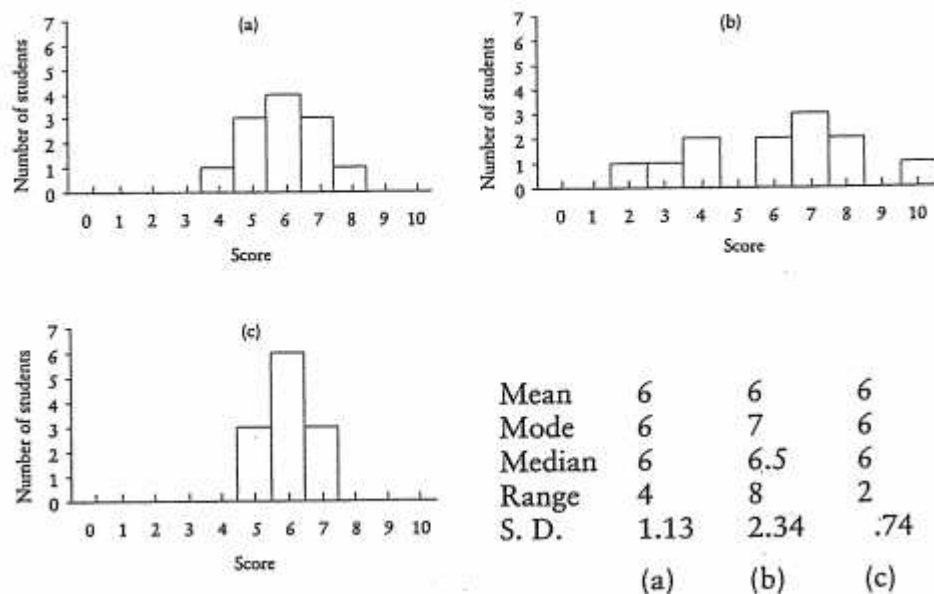 (a)
7
6
5
4
3
2
1
0
Number of students
0 1 2 3 4 5 6 7 8 9 10
Score
(b)
7
6
5
4
3
2
1
0
Number of students
0 1 2 3 4 5 6 7 8 9 10
Score
(c)
7
6
5
4
3
2
1
0
Number of students
0 1 2 3 4 5 6 7 8 9 10
Score
Mean 6 6 6
Mode 6 7 6
Median 6 6.5 6
Range 4 8 2
S. D. 1.13 2.34 .74
(a) (b) (c)